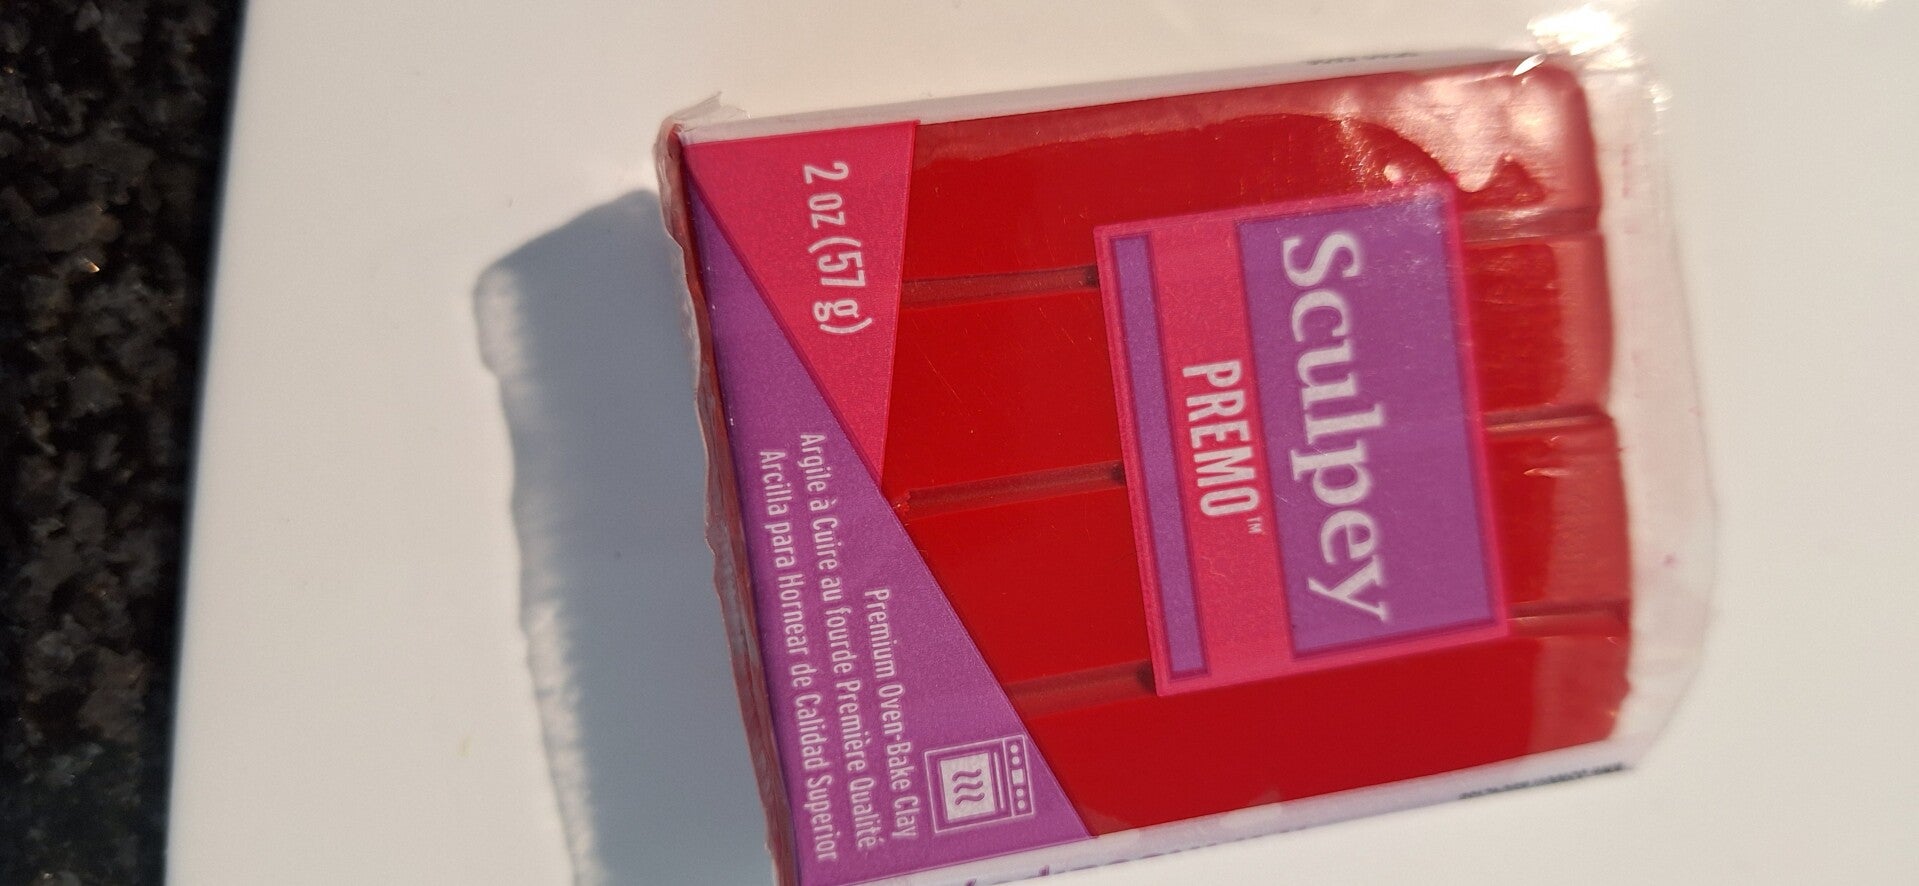 Sculpey
PREMO™
2 oz (57 g)
Premium Oven-Bake Clay
Argile à Cuire au fourde Première Qualité
Arcilla para Hornear de Calidad Superior